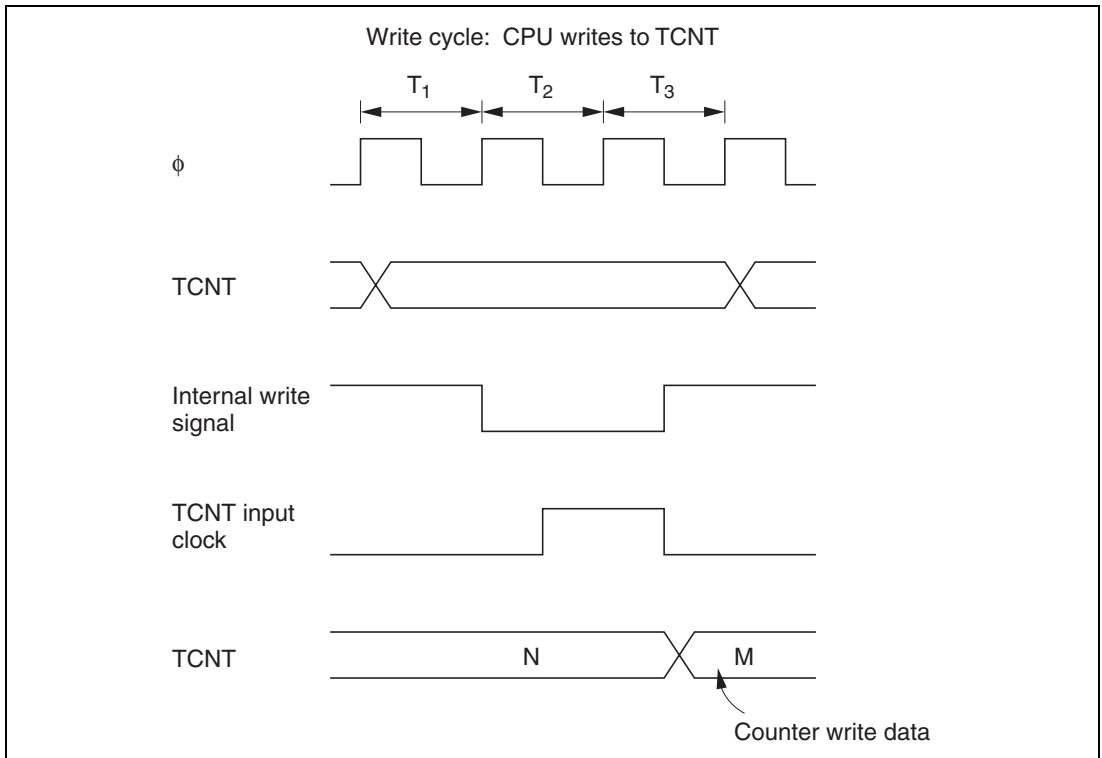 Write cycle: CPU writes to TCNT
T₁ T₂ T₃
ϕ
TCNT
Internal write
signal
TCNT input
clock
TCNT N M
Counter write data